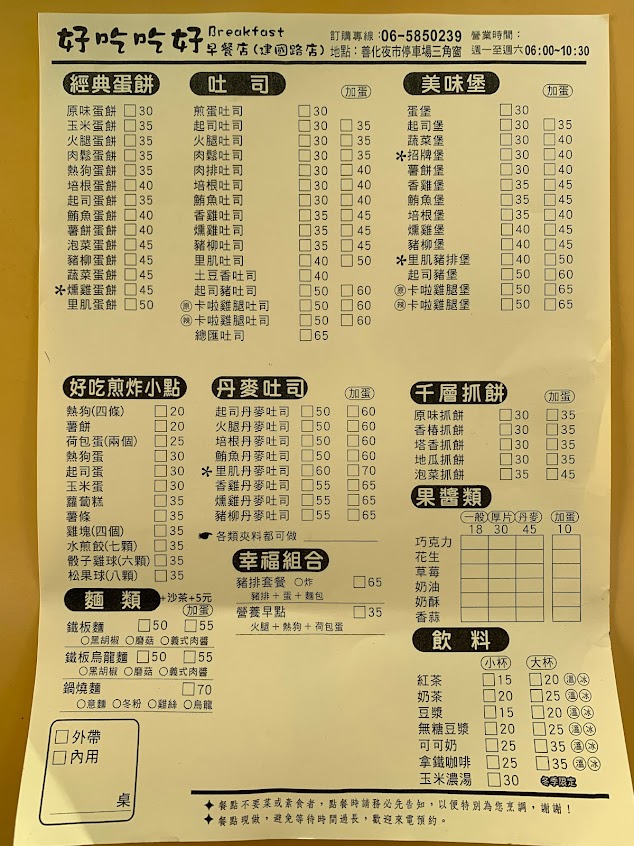 好吃吃好 Breakfast 早餐店(建國路店) 訂購專線:06-5850239 營業時間:
地點:善化夜市停車場三角窗 週一至週六06:00~10:30
經典蛋餅
原味蛋餅 □30
玉米蛋餅 □35
火腿蛋餅 □35
肉鬆蛋餅 □35
熱狗蛋餅 □35
培根蛋餅 □40
起司蛋餅 □35
鮪魚蛋餅 □40
薯餅蛋餅 □40
泡菜蛋餅 □45
豬柳蛋餅 □45
蔬菜蛋餅 □45
*燻雞蛋餅 □45
里肌蛋餅 □50
吐司 加蛋
煎蛋吐司 □30
起司吐司 □30 □35
火腿吐司 □30 □35
肉鬆吐司 □30 □35
肉排吐司 □30 □40
培根吐司 □30 □40
鮪魚吐司 □30 □40
香雞吐司 □35 □45
燻雞吐司 □35 □45
豬柳吐司 □35 □45
里肌吐司 □40 □50
土豆香吐司 □40
起司豬吐司 □50 □60
原 卡啦雞腿吐司 □50 □60
辣 卡啦雞腿吐司 □50 □60
總匯吐司 □65
美味堡 加蛋
蛋堡 □30
起司堡 □30 □35
蔬菜堡 □30 □40
*招牌堡 □30 □40
薯餅堡 □30 □40
香雞堡 □35 □45
鮪魚堡 □35 □45
培根堡 □35 □50
燻雞堡 □40 □45
豬柳堡 □40 □45
*里肌豬排堡 □40 □50
起司豬堡 □50 □60
原 卡啦雞腿堡 □50 □65
辣 卡啦雞腿堡 □50 □65
好吃煎炸小點
熱狗(四條) □20
薯餅 □20
荷包蛋(兩個) □25
熱狗蛋 □30
起司蛋 □30
玉米蛋 □30
蘿蔔糕 □35
薯條 □35
雞塊(四個) □35
水煎餃(七顆) □35
骰子雞球(六顆) □35
松果球(八顆) □35
丹麥吐司 加蛋
起司丹麥吐司 □50 □60
火腿丹麥吐司 □50 □60
培根丹麥吐司 □50 □60
鮪魚丹麥吐司 □50 □60
*里肌丹麥吐司 □60 □70
香雞丹麥吐司 □55 □65
燻雞丹麥吐司 □55 □65
豬柳丹麥吐司 □55 □65
☛各類夾料都可做
幸福組合
豬排套餐 ○炸 □65
豬排+蛋+麵包
營養早點 □35
火腿+熱狗+荷包蛋
千層抓餅 加蛋
原味抓餅 □30 □35
香椿抓餅 □30 □35
塔香抓餅 □30 □35
地瓜抓餅 □30 □35
泡菜抓餅 □35 □45
果醬類
一般 厚片 丹麥 加蛋
18 30 45 10
巧克力
花生
草莓
奶油
奶酥
香蒜
麵類 +沙茶+5元
加蛋
鐵板麵 □50 □55
○黑胡椒 ○磨菇 ○義式肉醬
鐵板烏龍麵 □50 □55
○黑胡椒 ○磨菇 ○義式肉醬
鍋燒麵 □70
○意麵 ○冬粉 ○雞絲 ○烏龍
飲料
小杯 大杯
紅茶 □15 □20 溫 冰
奶茶 □20 □25 溫 冰
豆漿 □15 □20 溫 冰
無糖豆漿 □20 □25 溫 冰
可可奶 □25 □35 溫 冰
拿鐵咖啡 □25 □35 溫 冰
玉米濃湯 □30 冬季限定
□外帶
□內用
桌
✦餐點不要菜或素食者,點餐時請務必先告知,以便特別為您烹調,謝謝!
✦餐點現做,避免等待時間過長,歡迎來電預約。